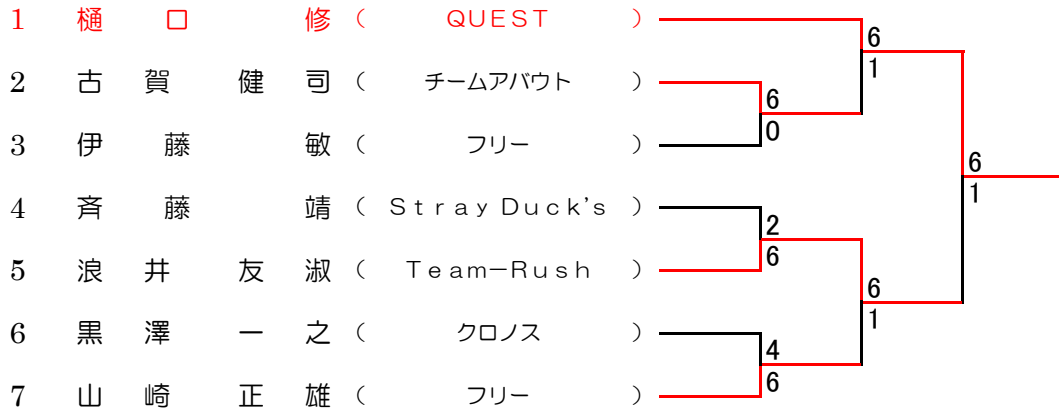 1 樋口 修 ( QUEST )
6
1
2 古賀 健司 ( チームアバウト )
6
0
3 伊藤 敏 ( フリー )
6
1
4 斉藤 靖 ( Stray Duck's )
2
6
5 浪井 友淑 ( Team−Rush )
6
1
6 黒澤 一之 ( クロノス )
4
6
7 山崎 正雄 ( フリー )